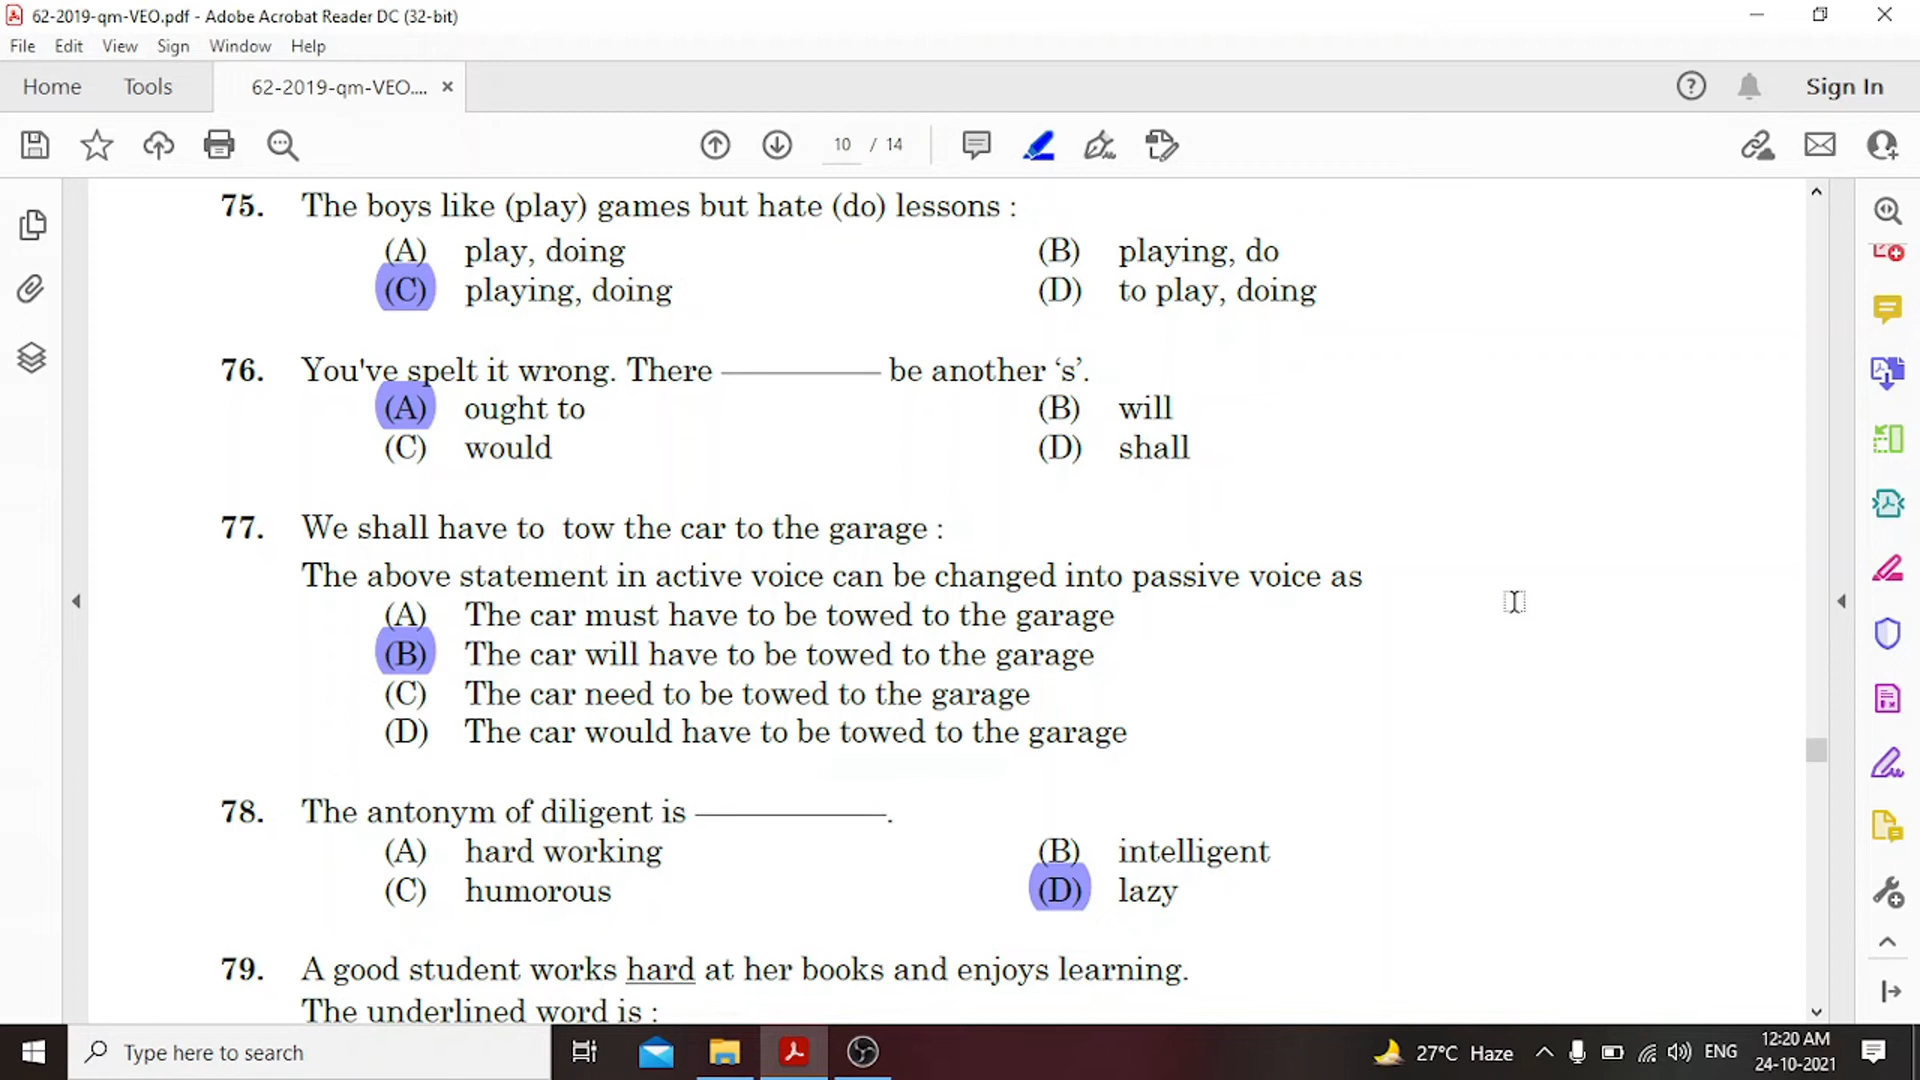 62-2019-qm-VEO.pdf - Adobe Acrobat Reader DC (32-bit)
File Edit View Sign Window Help
Home Tools 62-2019-qm-VEO.... × Sign In
10 / 14
75. The boys like (play) games but hate (do) lessons :
(A) play, doing (B) playing, do
(C) playing, doing (D) to play, doing
76. You've spelt it wrong. There ———— be another ‘s’.
(A) ought to (B) will
(C) would (D) shall
77. We shall have to tow the car to the garage :
The above statement in active voice can be changed into passive voice as
(A) The car must have to be towed to the garage
(B) The car will have to be towed to the garage
(C) The car need to be towed to the garage
(D) The car would have to be towed to the garage
78. The antonym of diligent is ————.
(A) hard working (B) intelligent
(C) humorous (D) lazy
79. A good student works hard at her books and enjoys learning.
The underlined word is :
Type here to search
27°C Haze ENG
12:20 AM
24-10-2021